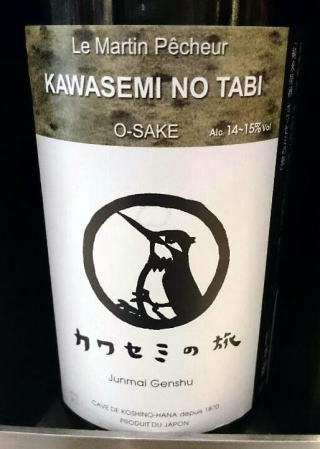 Le Martin Pêcheur
KAWASEMI NO TABI
O-SAKE
Alc. 14~15% Vol
カワセミの旅
Junmai Genshu
CAVE DE KOSHINO-HANA depuis 1870
PRODUIT DU JAPON